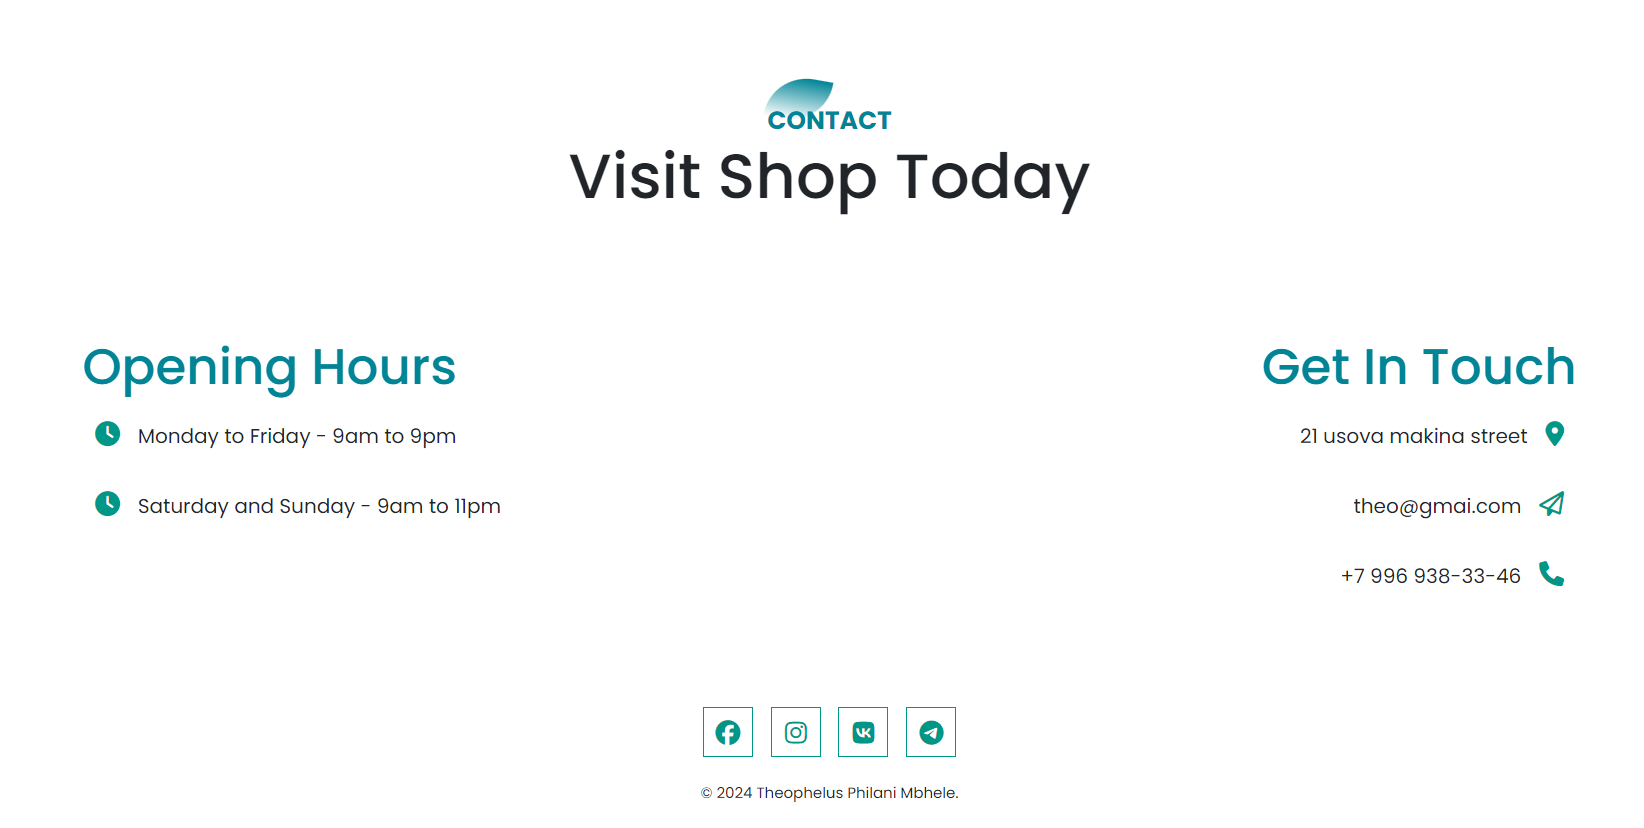 CONTACT
Visit Shop Today
Opening Hours
Monday to Friday - 9am to 9pm
Saturday and Sunday - 9am to 11pm
Get In Touch
21 usova makina street
theo@gmai.com
+7 996 938-33-46
© 2024 Theophelus Philani Mbhele.